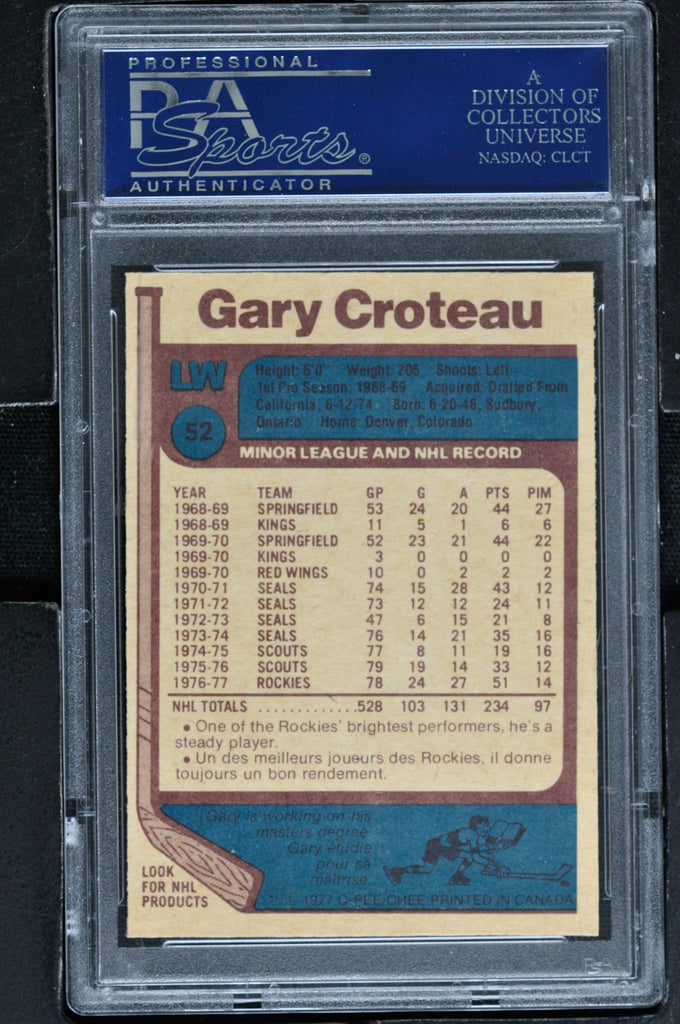 PROFESSIONAL
PSA
Sports®
AUTHENTICATOR
A
DIVISION OF
COLLECTORS
UNIVERSE
NASDAQ: CLCT
Gary Croteau
LW
52
Height: 6'0" Weight: 205 Shoots: Left
1st Pro Season: 1968-69 Acquired: Drafted From
California, 6-12-74 Born: 6-20-46, Sudbury,
Ontario Home: Denver, Colorado
MINOR LEAGUE AND NHL RECORD
YEAR TEAM GP G A PTS PIM
1968-69 SPRINGFIELD 53 24 20 44 27
1968-69 KINGS 11 5 1 6 6
1969-70 SPRINGFIELD 52 23 21 44 22
1969-70 KINGS 3 0 0 0 0
1969-70 RED WINGS 10 0 2 2 2
1970-71 SEALS 74 15 28 43 12
1971-72 SEALS 73 12 12 24 11
1972-73 SEALS 47 6 15 21 8
1973-74 SEALS 76 14 21 35 16
1974-75 SCOUTS 77 8 11 19 16
1975-76 SCOUTS 79 19 14 33 12
1976-77 ROCKIES 78 24 27 51 14
NHL TOTALS .............528 103 131 234 97
• One of the Rockies' brightest performers, he's a
steady player.
• Un des meilleurs joueurs des Rockies, il donne
toujours un bon rendement.
Gary is working on his
masters degree.
Gary étudie
pour sa
maitrise.
LOOK
FOR NHL
PRODUCTS
© 1977 O-PEE-CHEE PRINTED IN CANADA
PSA